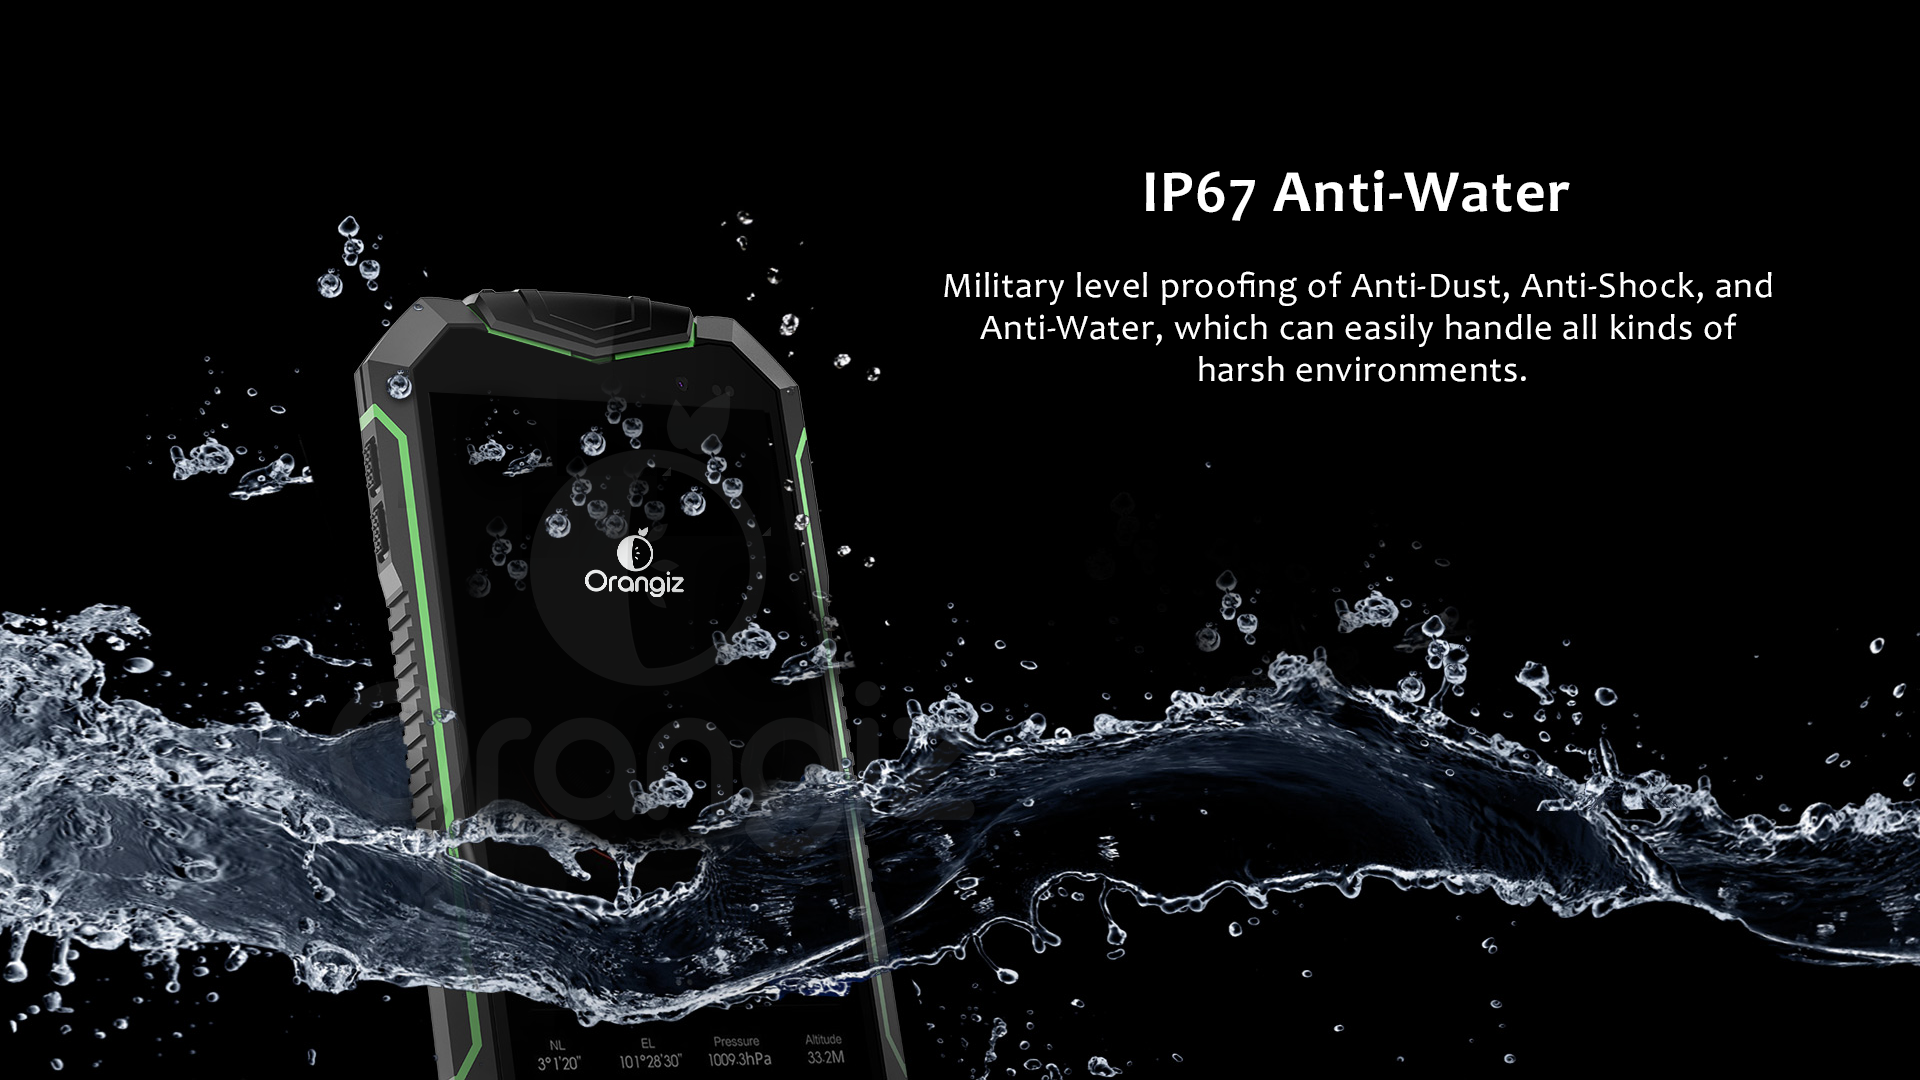 IP67 Anti-Water
Military level proofing of Anti-Dust, Anti-Shock, and
Anti-Water, which can easily handle all kinds of
harsh environments.
Orangiz
Orangiz
NL EL Pressure Altitude
3°1'20" 101°28'30" 1009.3hPa 33.2M